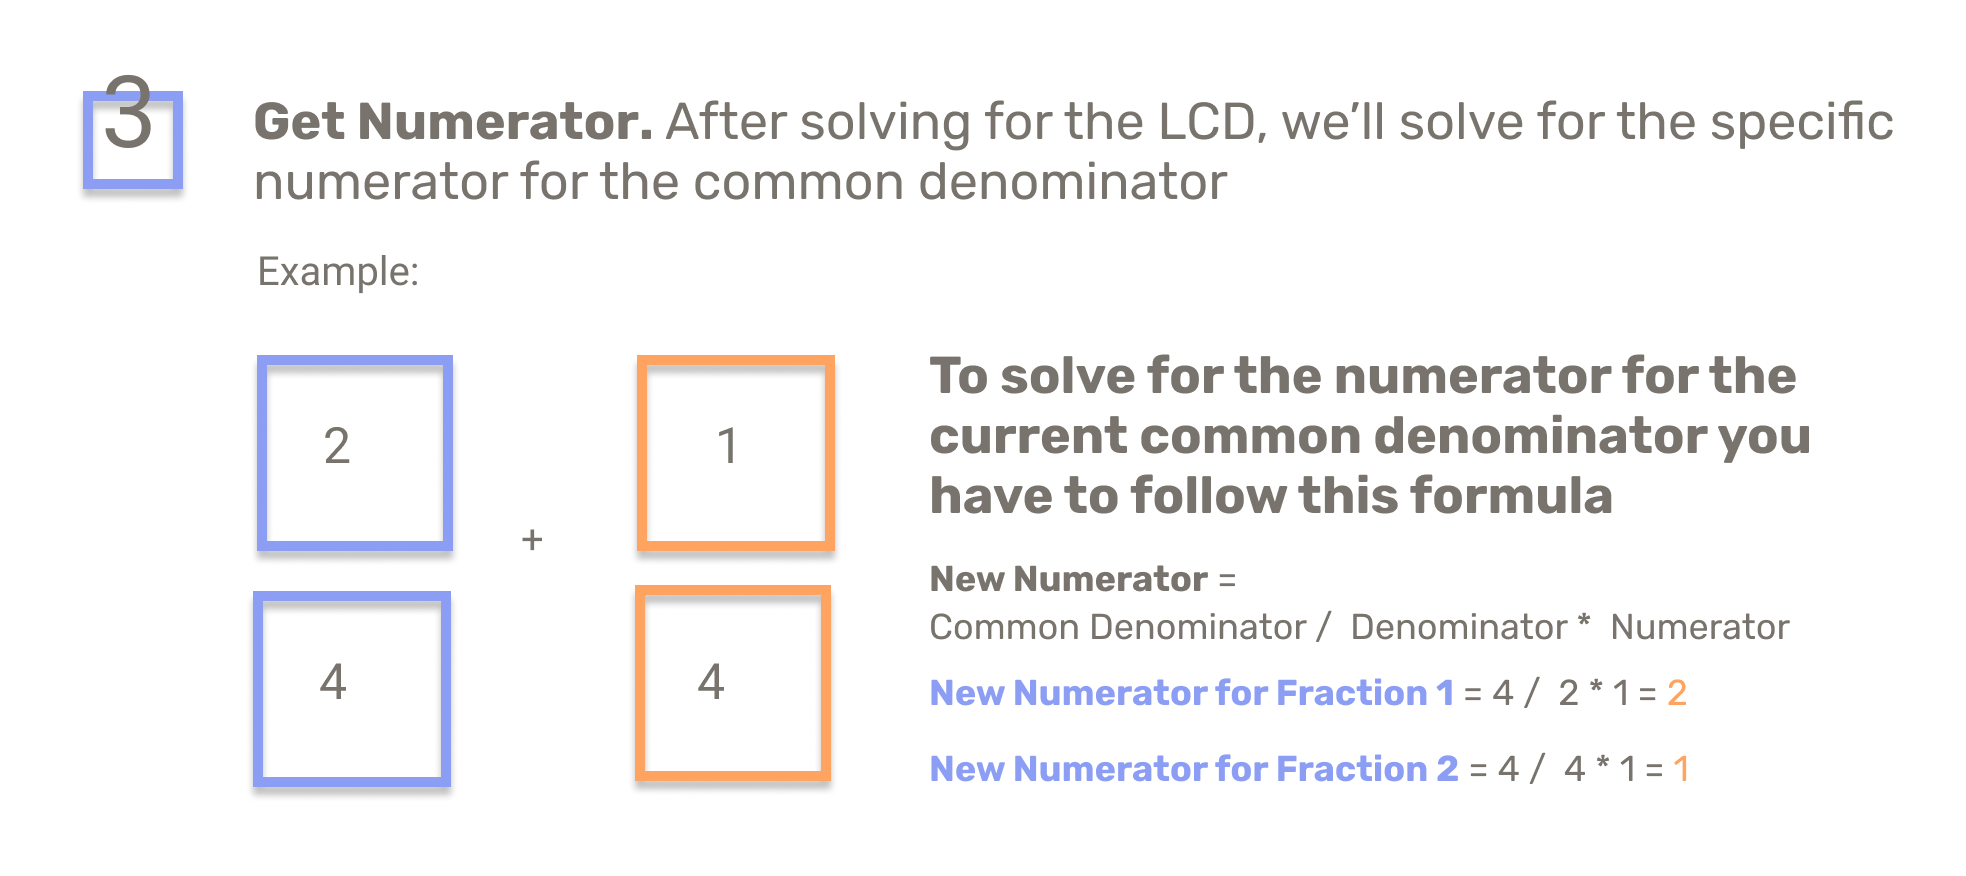 3
Get Numerator. After solving for the LCD, we’ll solve for the specific
numerator for the common denominator
Example:
2
+
1
4
4
To solve for the numerator for the
current common denominator you
have to follow this formula
New Numerator =
Common Denominator / Denominator * Numerator
New Numerator for Fraction 1 = 4 / 2 * 1 = 2
New Numerator for Fraction 2 = 4 / 4 * 1 = 1